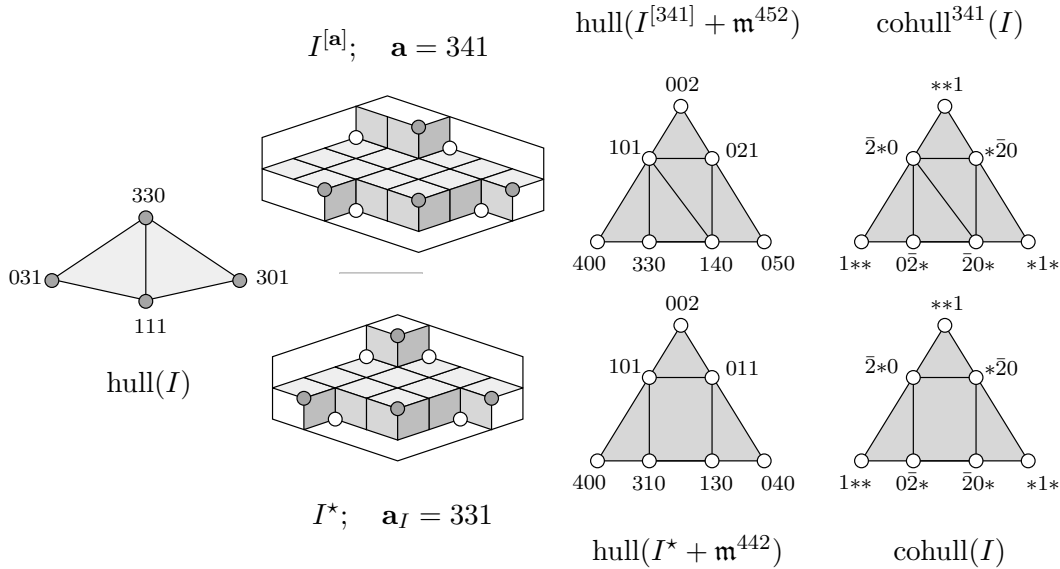 I^{[𝐚]}; 𝐚 = 341
hull(I^{[341]} + 𝔪^{452})
cohull^{341}(I)
002
∗∗1
101
021
2̄∗0
∗2̄0
400 330 140 050
1∗∗ 02̄∗ 2̄0∗ ∗1∗
330
031
301
111
hull(I)
002
∗∗1
101
011
2̄∗0
∗2̄0
400 310 130 040
1∗∗ 02̄∗ 2̄0∗ ∗1∗
I^⋆; 𝐚_I = 331
hull(I^⋆ + 𝔪^{442})
cohull(I)